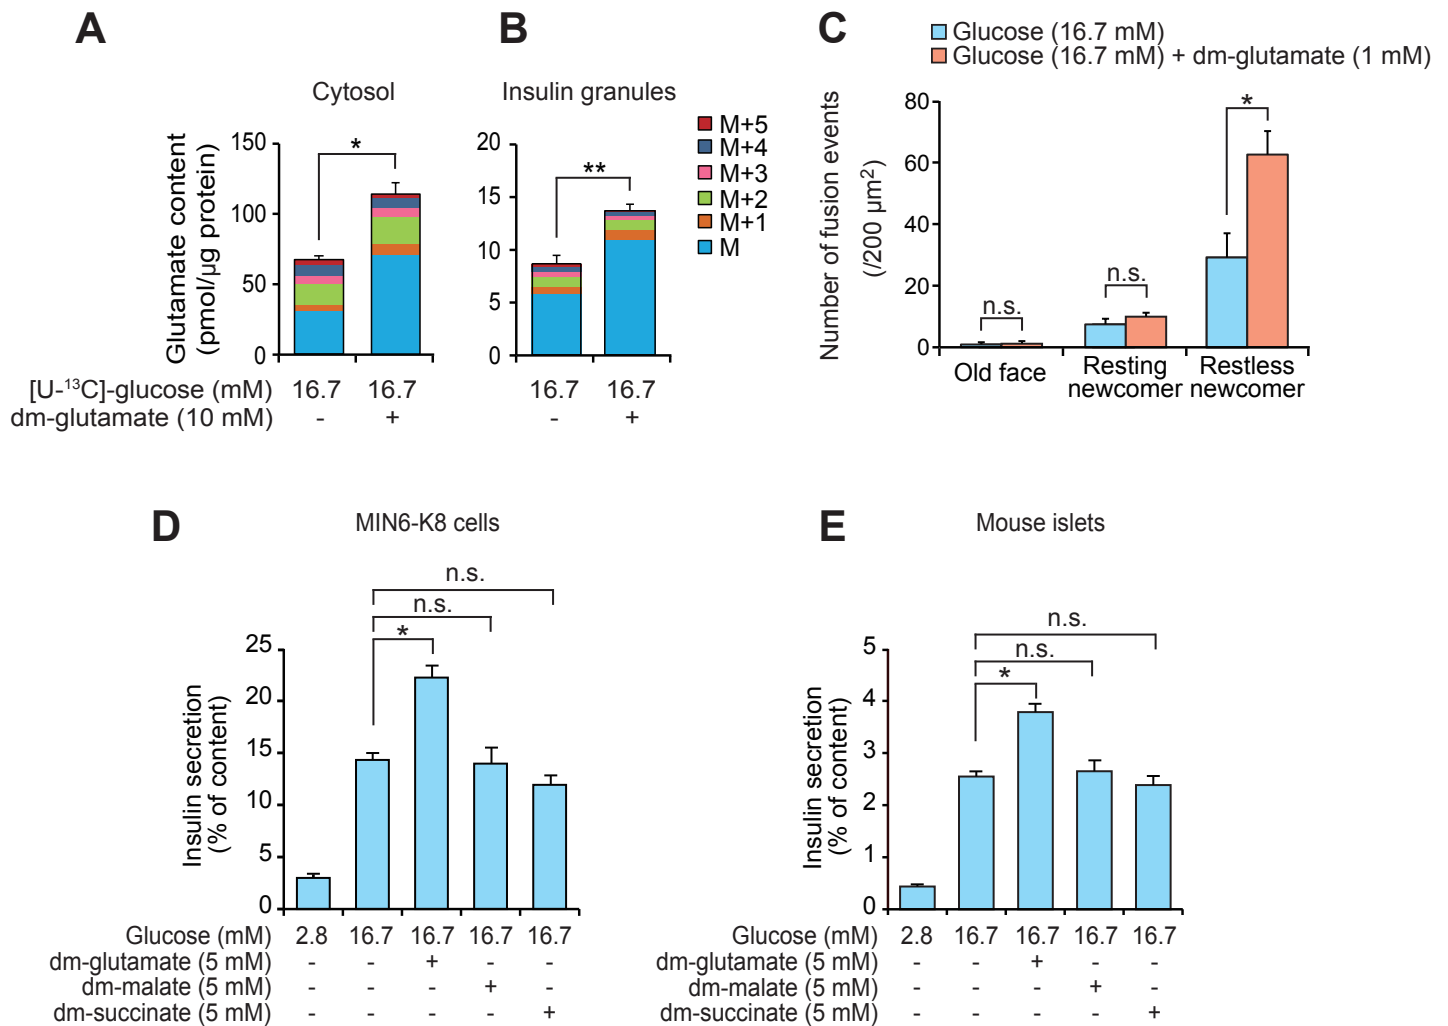 A
Cytosol
Glutamate content
(pmol/µg protein)
150
100
50
0
*
[U-¹³C]-glucose (mM) 16.7 16.7
dm-glutamate (10 mM) - +
B
Insulin granules
20
15
10
5
0
**
16.7 16.7
- +
M+5
M+4
M+3
M+2
M+1
M
C
Glucose (16.7 mM)
Glucose (16.7 mM) + dm-glutamate (1 mM)
Number of fusion events
(/200 µm²)
80
60
40
20
0
n.s.
n.s.
*
Old face
Resting
newcomer
Restless
newcomer
D
MIN6-K8 cells
n.s.
n.s.
*
Insulin secretion
(% of content)
25
20
15
10
5
0
Glucose (mM) 2.8 16.7 16.7 16.7 16.7
dm-glutamate (5 mM) - - + - -
dm-malate (5 mM) - - - + -
dm-succinate (5 mM) - - - - +
E
Mouse islets
n.s.
n.s.
*
Insulin secretion
(% of content)
5
4
3
2
1
0
Glucose (mM) 2.8 16.7 16.7 16.7 16.7
dm-glutamate (5 mM) - - + - -
dm-malate (5 mM) - - - + -
dm-succinate (5 mM) - - - - +